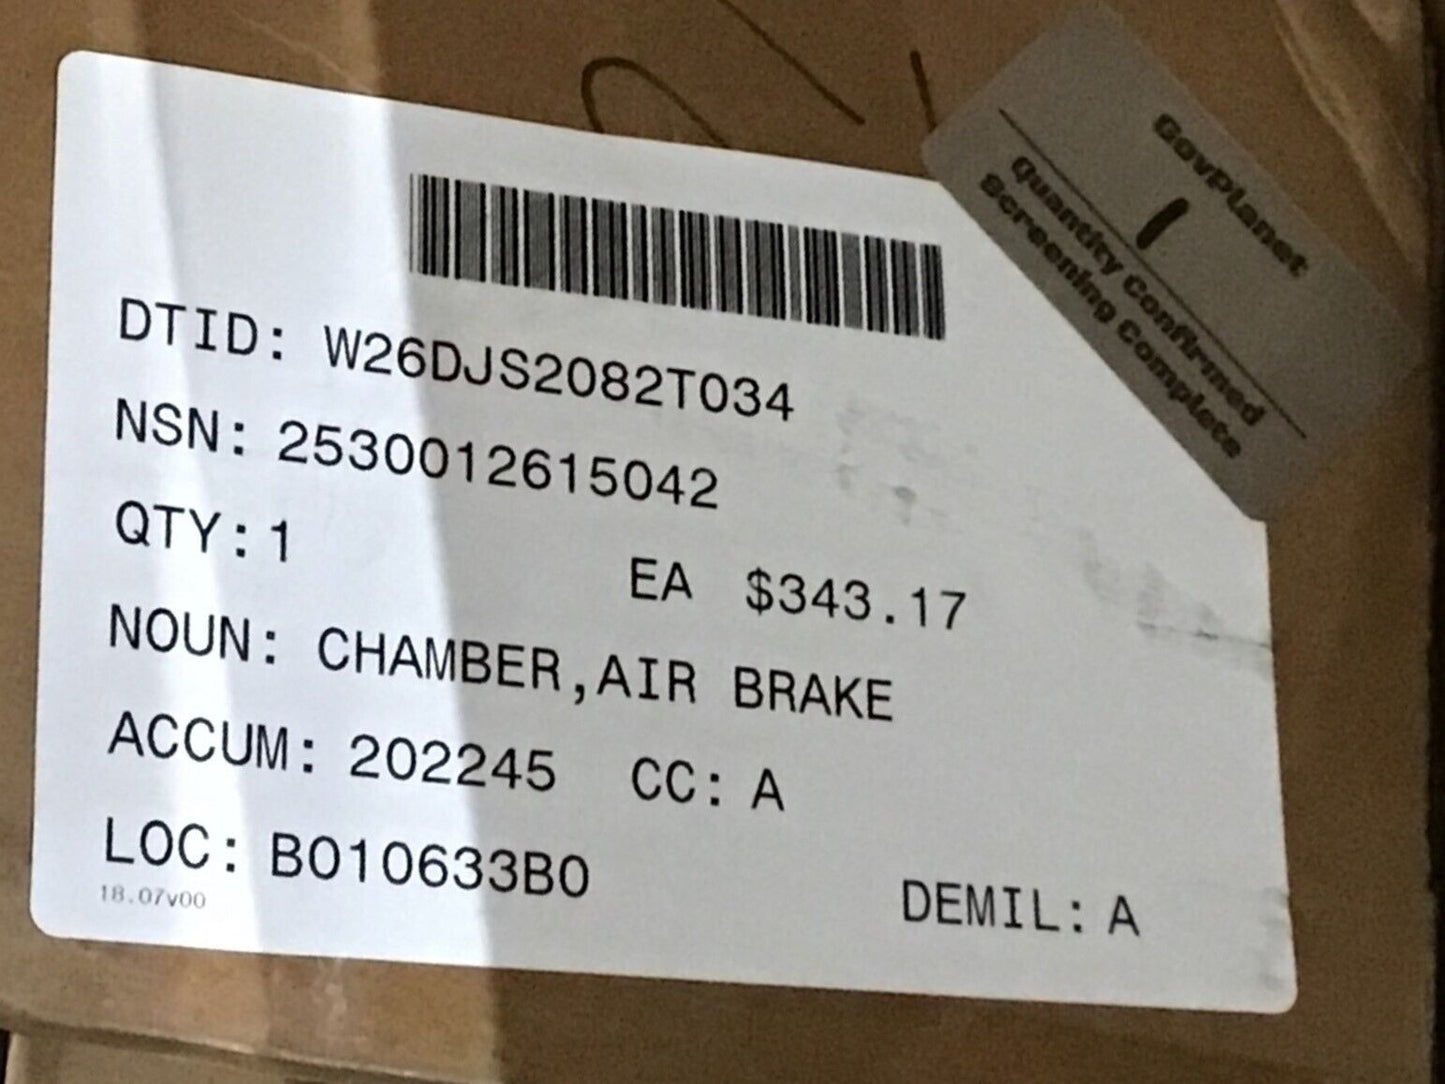 DTID: W26DJS2082T034
NSN: 2530012615042
QTY: 1 EA $343.17
NOUN: CHAMBER,AIR BRAKE
ACCUM: 202245 CC: A
LOC: B010633B0
18.07v00 DEMIL: A
GovPlanet
1
Quantity Confirmed
Screening Complete